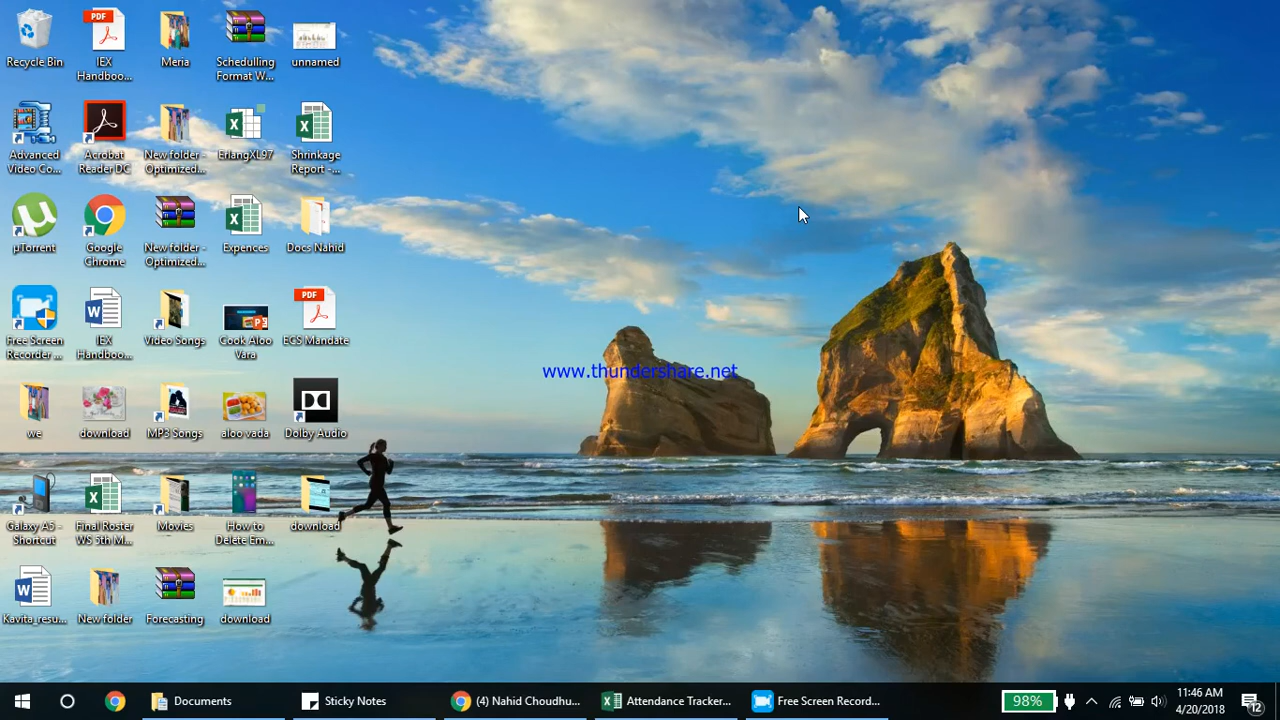 Recycle Bin
PDF
IEX
Handboo...
Meria
Schedulling
Format W...
unnamed
Advanced
Video Co...
Acrobat
Reader DC
New folder -
Optimized...
ErlangXL97
Shrinkage
Report -...
µTorrent
Google
Chrome
New folder -
Optimized...
Expences
Docs Nahid
Free Screen
Recorder ...
IEX
Handboo...
Video Songs
Cook Aloo
Vara
PDF
ECS Mandate
www.thundershare.net
we
download
MP3 Songs
aloo vada
Dolby Audio
Galaxy A5 -
Shortcut
Final Roster
WS 5th M...
Movies
How to
Delete Em...
download
Kavita_resu...
New folder
Forecasting
download
Documents
Sticky Notes
(4) Nahid Choudhu...
Attendance Tracker...
Free Screen Record...
98%
11:46 AM
4/20/2018
12